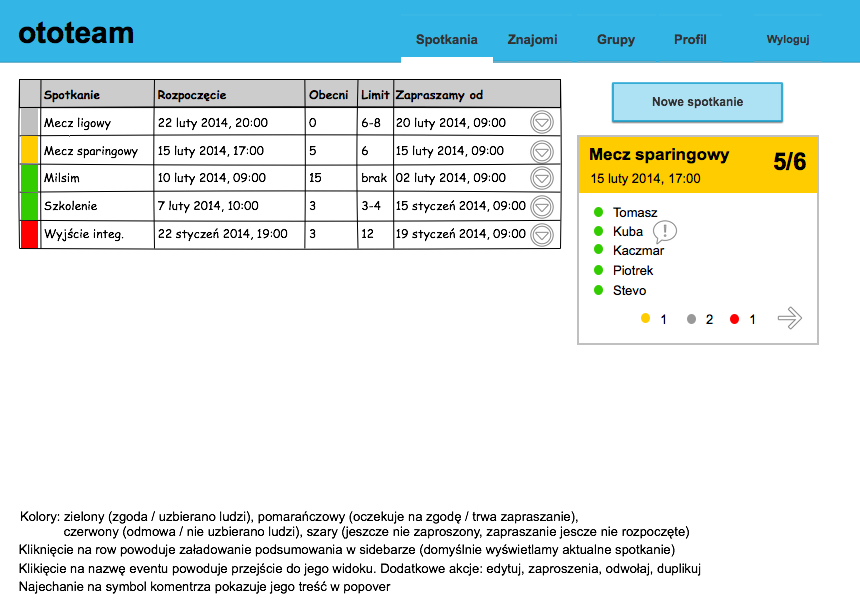 ototeam
Spotkania Znajomi Grupy Profil Wyloguj
Spotkanie Rozpoczęcie Obecni Limit Zapraszamy od
Mecz ligowy 22 luty 2014, 20:00 0 6-8 20 luty 2014, 09:00
Mecz sparingowy 15 luty 2014, 17:00 5 6 15 luty 2014, 09:00
Milsim 10 luty 2014, 09:00 15 brak 02 luty 2014, 09:00
Szkolenie 7 luty 2014, 10:00 3 3-4 15 styczeń 2014, 09:00
Wyjście integ. 22 styczeń 2014, 19:00 3 12 19 styczeń 2014, 09:00
Nowe spotkanie
Mecz sparingowy 5/6
15 luty 2014, 17:00
Tomasz
Kuba !
Kaczmar
Piotrek
Stevo
1 2 1
Kolory: zielony (zgoda / uzbierano ludzi), pomarańczowy (oczekuje na zgodę / trwa zapraszanie),
czerwony (odmowa / nie uzbierano ludzi), szary (jeszcze nie zaproszony, zapraszanie jescze nie rozpoczęte)
Kliknięcie na row powoduje załadowanie podsumowania w sidebarze (domyślnie wyświetlamy aktualne spotkanie)
Klikięcie na nazwę eventu powoduje przejście do jego widoku. Dodatkowe akcje: edytuj, zaproszenia, odwołaj, duplikuj
Najechanie na symbol komentrza pokazuje jego treść w popover